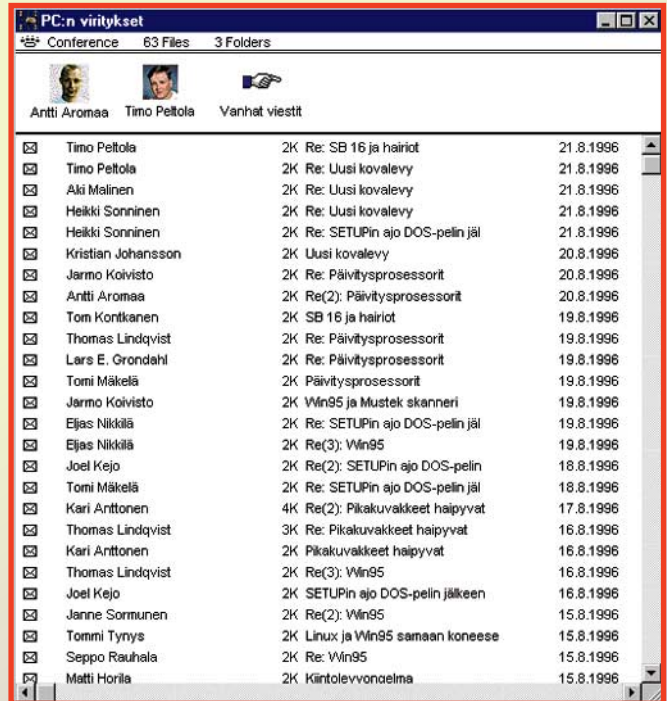 PC:n viritykset
Conference 63 Files 3 Folders
Antti Aromaa Timo Peltola Vanhat viestit
Timo Peltola 2K Re: SB 16 ja hairiot 21.8.1996
Timo Peltola 2K Re: Uusi kovalevy 21.8.1996
Aki Malinen 2K Re: Uusi kovalevy 21.8.1996
Heikki Sonninen 2K Re: Uusi kovalevy 21.8.1996
Heikki Sonninen 2K Re: SETUPin ajo DOS-pelin jäl 21.8.1996
Kristian Johansson 2K Uusi kovalevy 20.8.1996
Jarmo Koivisto 2K Re: Päivitysprosessorit 20.8.1996
Antti Aromaa 2K Re(2): Päivitysprosessorit 20.8.1996
Tom Kontkanen 2K SB 16 ja hairiot 19.8.1996
Thomas Lindqvist 2K Re: Päivitysprosessorit 19.8.1996
Lars E. Grondahl 2K Re: Päivitysprosessorit 19.8.1996
Tomi Mäkelä 2K Päivitysprosessorit 19.8.1996
Jarmo Koivisto 2K Win95 ja Mustek skanneri 19.8.1996
Eljas Nikkilä 2K Re: SETUPin ajo DOS-pelin jäl 19.8.1996
Eljas Nikkilä 2K Re(3): Win95 19.8.1996
Joel Kejo 2K Re(2): SETUPin ajo DOS-pelin 18.8.1996
Tomi Mäkelä 2K Re: SETUPin ajo DOS-pelin jäl 18.8.1996
Kari Anttonen 4K Re(2): Pikakuvakkeet haipyvat 17.8.1996
Thomas Lindqvist 3K Re: Pikakuvakkeet haipyvat 16.8.1996
Kari Anttonen 2K Pikakuvakkeet haipyvat 16.8.1996
Thomas Lindqvist 2K Re(3): Win95 16.8.1996
Joel Kejo 2K SETUPin ajo DOS-pelin jälkeen 16.8.1996
Janne Sormunen 2K Re(2): Win95 15.8.1996
Tommi Tynys 2K Linux ja Win95 samaan koneese 15.8.1996
Seppo Rauhala 2K Re: Win95 15.8.1996
Matti Horila 2K Kiintolevyongelma 15.8.1996